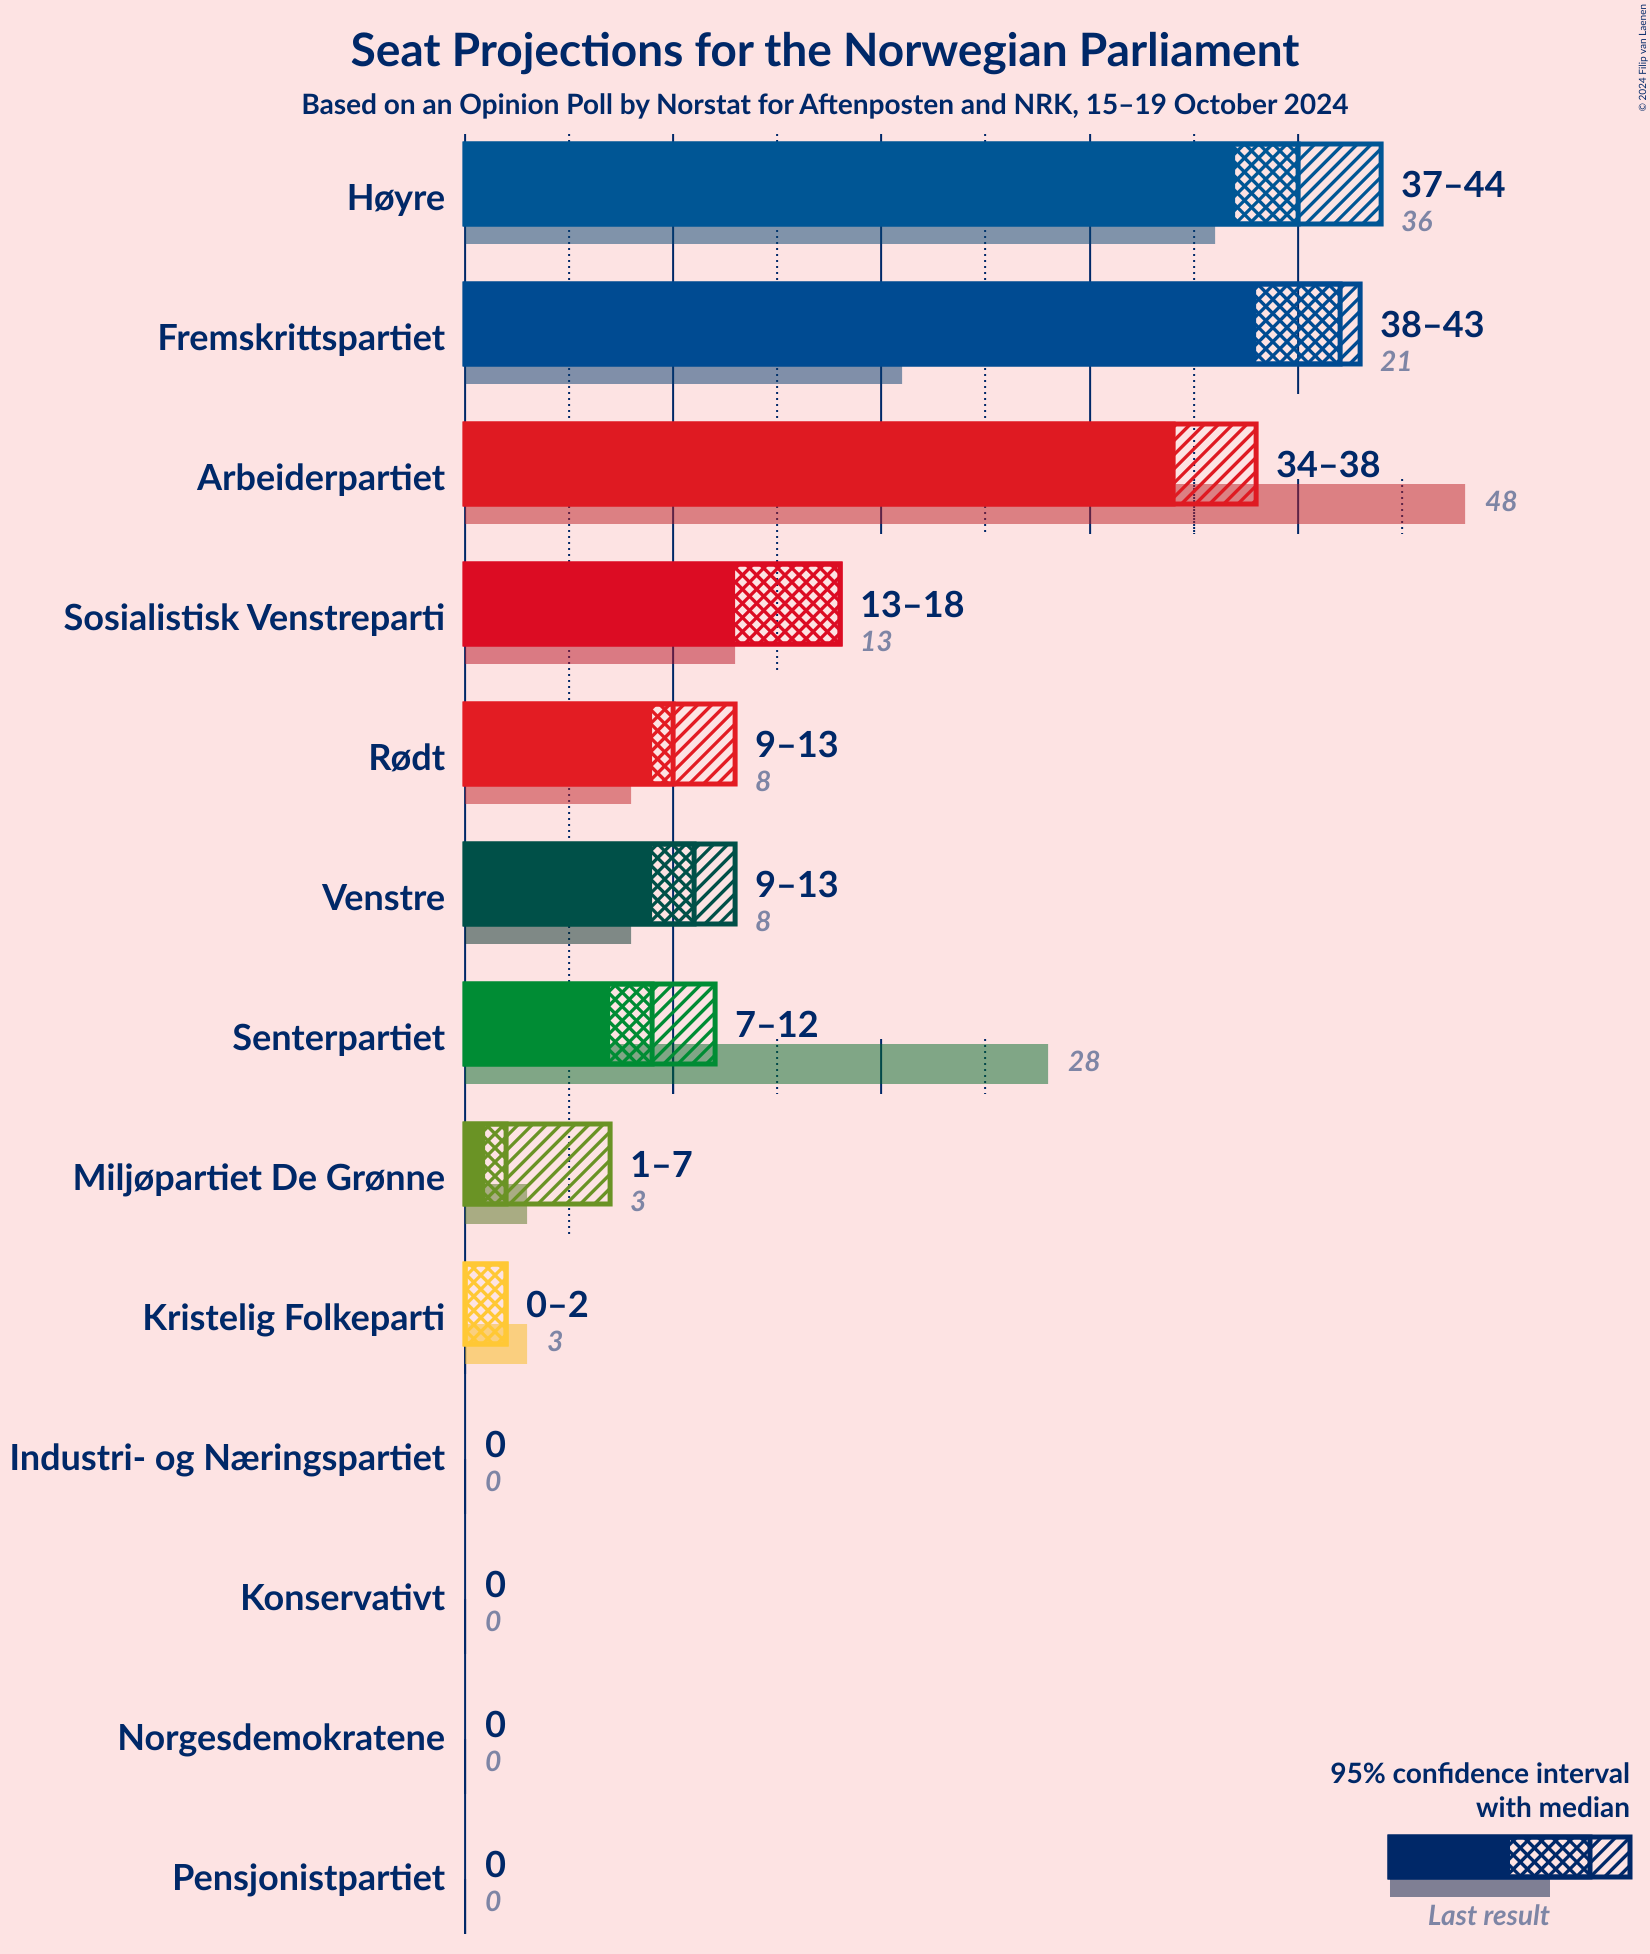 Seat Projections for the Norwegian Parliament
Based on an Opinion Poll by Norstat for Aftenposten and NRK, 15–19 October 2024
© 2024 Filip van Laenen
Høyre
37–44
36
Fremskrittspartiet
38–43
21
Arbeiderpartiet
34–38
48
Sosialistisk Venstreparti
13–18
13
Rødt
9–13
8
Venstre
9–13
8
Senterpartiet
7–12
28
Miljøpartiet De Grønne
1–7
3
Kristelig Folkeparti
0–2
3
Industri- og Næringspartiet
0
0
Konservativt
0
0
Norgesdemokratene
0
0
Pensjonistpartiet
0
0
95% confidence interval
with median
Last result